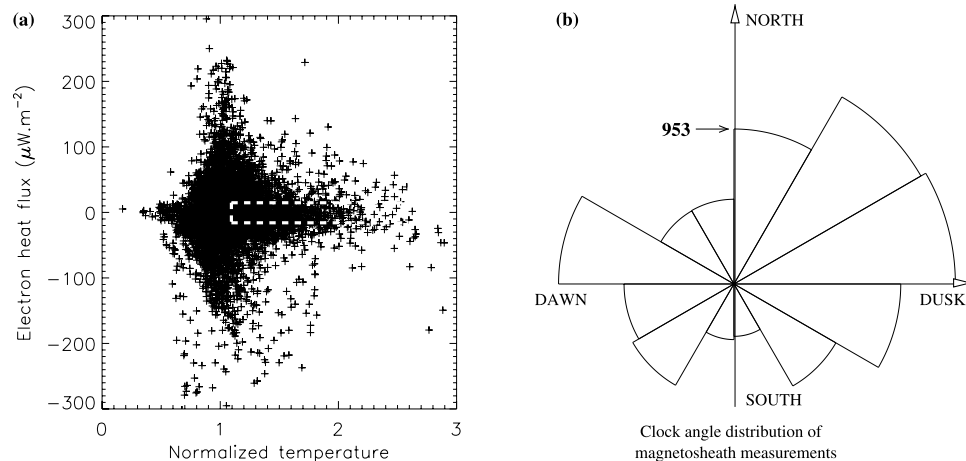 (a)
300
200
100
0
−100
−200
−300
Electron heat flux (μW.m⁻²)
0 1 2 3
Normalized temperature
(b)
NORTH
953
DAWN
DUSK
SOUTH
Clock angle distribution of
magnetosheath measurements